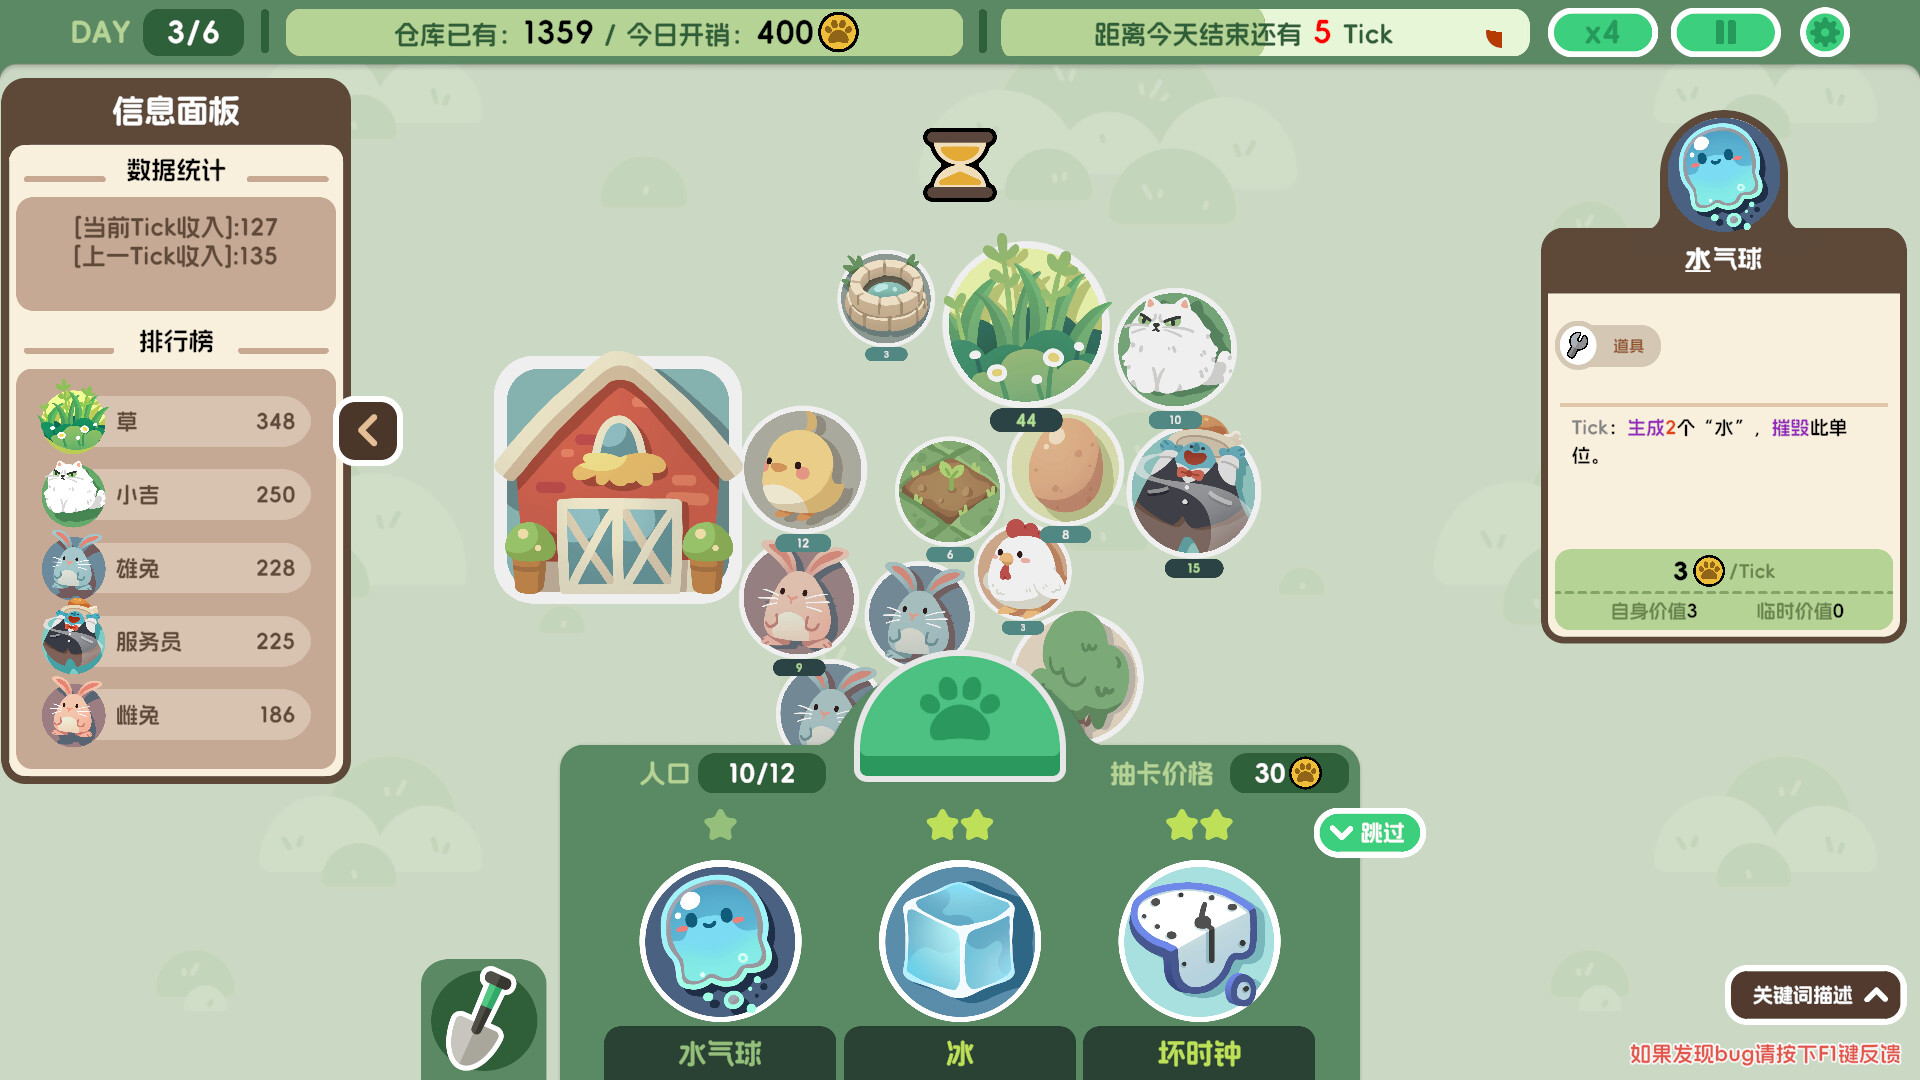 DAY 3/6
仓库已有：1359 / 今日开销：400
距离今天结束还有 5 Tick
x4
信息面板
数据统计
[当前Tick收入]:127
[上一Tick收入]:135
排行榜
草 348
小吉 250
雄兔 228
服务员 225
雌兔 186
3
44
10
12
6
8
15
9
3
水气球
道具
Tick：生成2个“水”，摧毁此单
位。
3 /Tick
自身价值3 临时价值0
人口 10/12
抽卡价格 30
跳过
水气球
冰
坏时钟
关键词描述
如果发现bug请按下F1键反馈